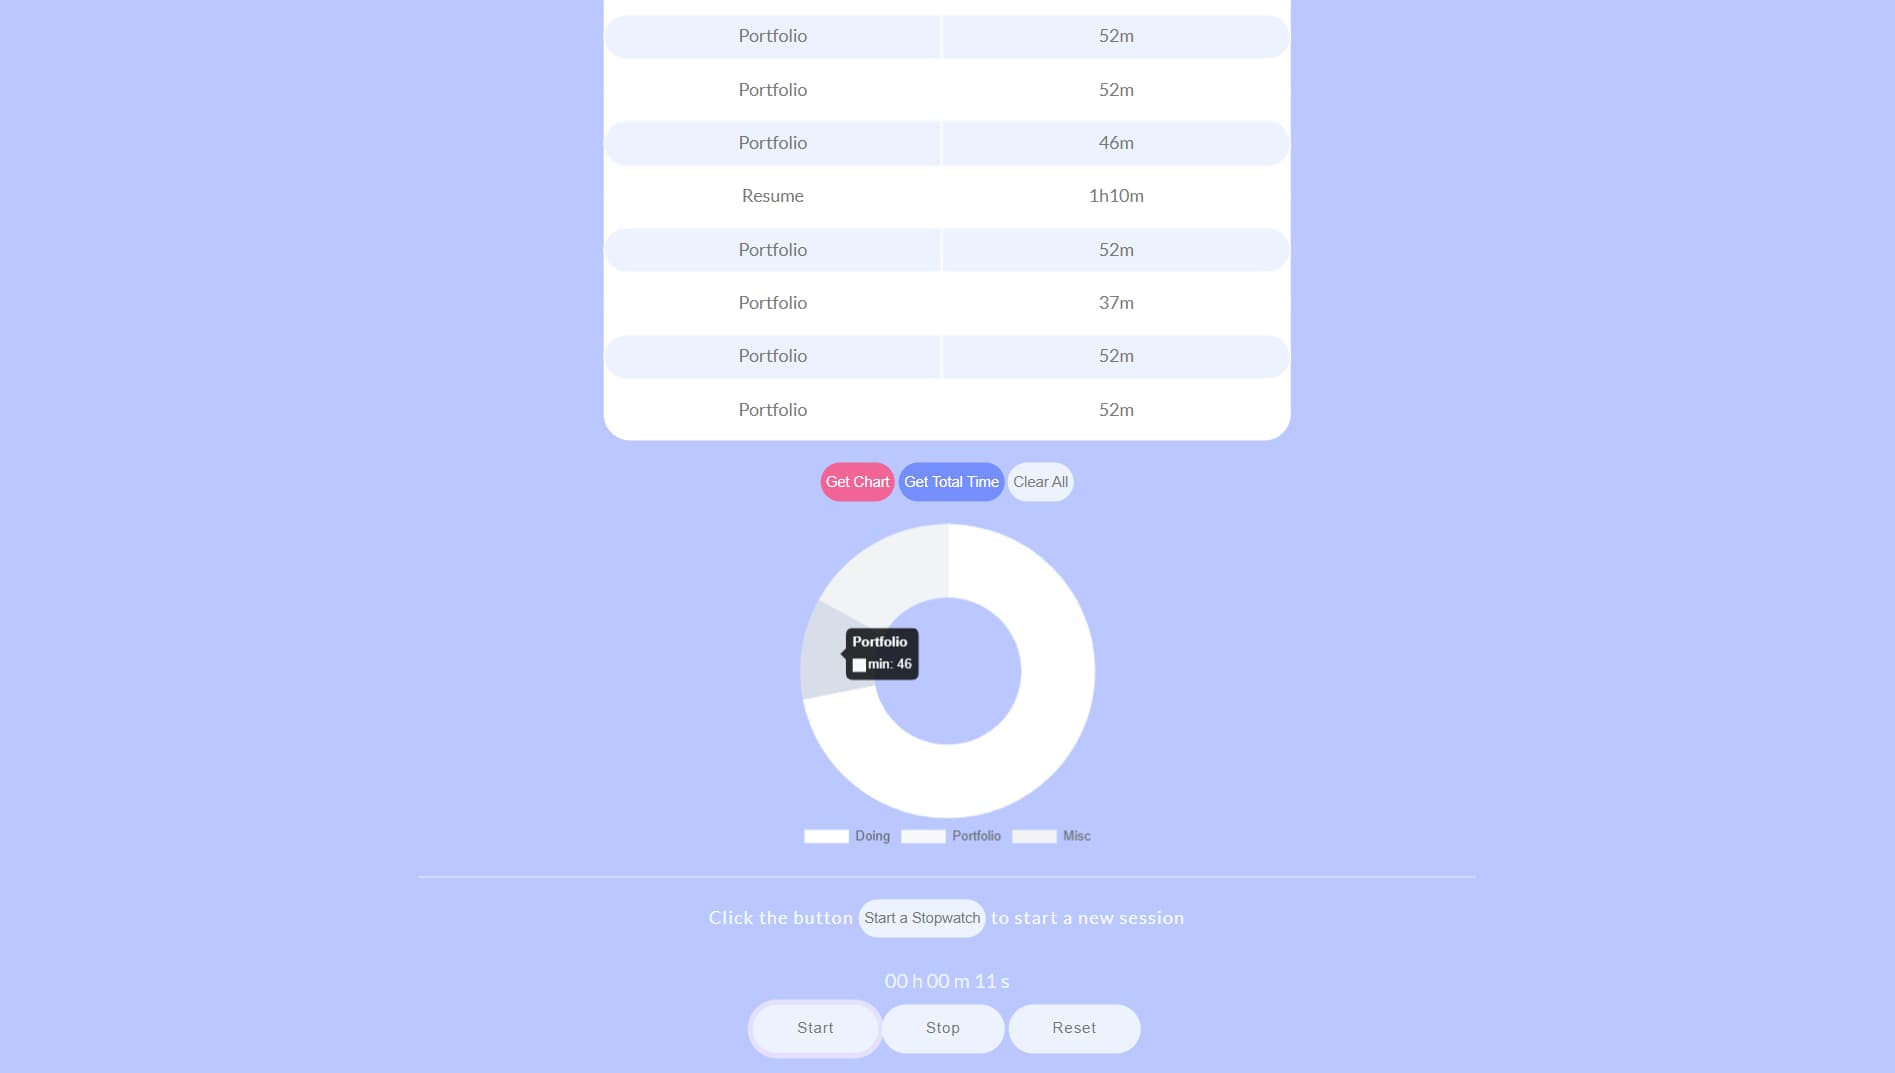 Portfolio 52m
Portfolio 52m
Portfolio 46m
Resume 1h10m
Portfolio 52m
Portfolio 37m
Portfolio 52m
Portfolio 52m
Get Chart Get Total Time Clear All
Portfolio
min: 46
Doing Portfolio Misc
Click the button Start a Stopwatch to start a new session
00 h 00 m 11 s
Start Stop Reset